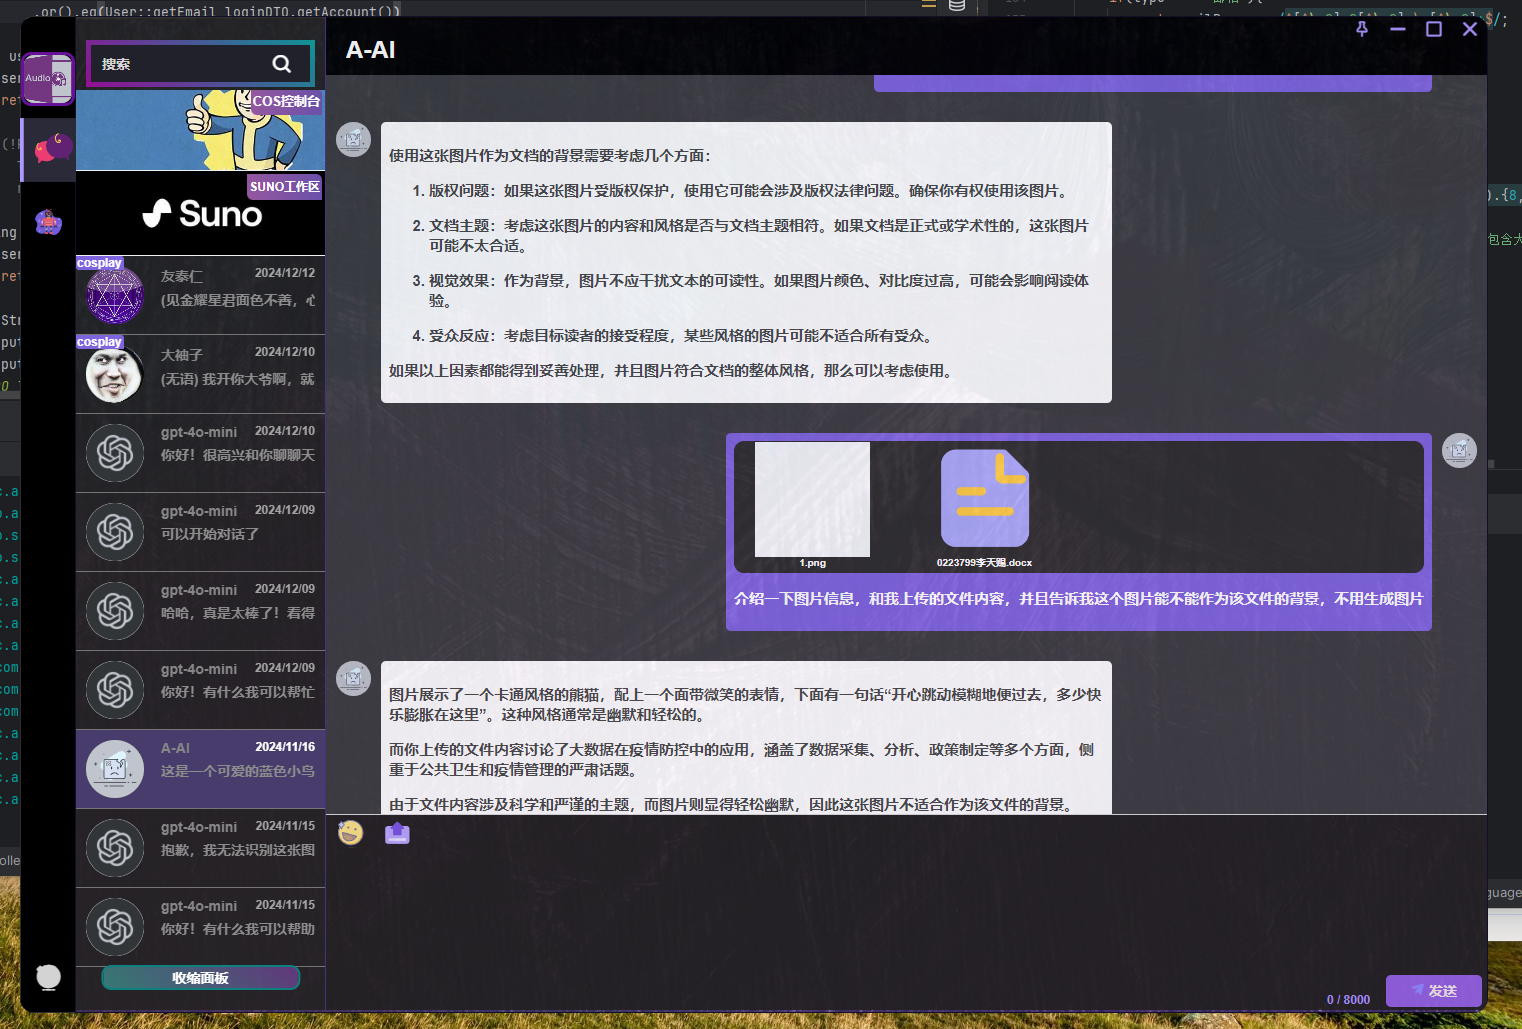 .or().eq(User::getEmail, loginDTO.getAccount())
A-AI
搜索
Audio
COS控制台
SUNO工作区
Suno
cosplay
友泰仁
2024/12/12
(见金耀星君面色不善，心
cosplay
大袖子
2024/12/10
(无语) 我开你大爷啊，就
gpt-4o-mini
2024/12/10
你好！很高兴和你聊聊天
gpt-4o-mini
2024/12/09
可以开始对话了
gpt-4o-mini
2024/12/09
哈哈，真是太棒了！看得
gpt-4o-mini
2024/12/09
你好！有什么我可以帮忙
A-AI
2024/11/16
这是一个可爱的蓝色小鸟
gpt-4o-mini
2024/11/15
抱歉，我无法识别这张图
gpt-4o-mini
2024/11/15
你好！有什么我可以帮助
收缩面板
使用这张图片作为文档的背景需要考虑几个方面：
1. 版权问题：如果这张图片受版权保护，使用它可能会涉及版权法律问题。确保你有权使用该图片。
2. 文档主题：考虑这张图片的内容和风格是否与文档主题相符。如果文档是正式或学术性的，这张图片
可能不太合适。
3. 视觉效果：作为背景，图片不应干扰文本的可读性。如果图片颜色、对比度过高，可能会影响阅读体
验。
4. 受众反应：考虑目标读者的接受程度，某些风格的图片可能不适合所有受众。
如果以上因素都能得到妥善处理，并且图片符合文档的整体风格，那么可以考虑使用。
1.png
介绍一下图片信息，和我上传的文件内容，并且告诉我这个图片能不能作为该文件的背景，不用生成图片
图片展示了一个卡通风格的熊猫，配上一个面带微笑的表情，下面有一句话“开心跳动模糊地便过去，多少快
乐膨胀在这里”。这种风格通常是幽默和轻松的。
而你上传的文件内容讨论了大数据在疫情防控中的应用，涵盖了数据采集、分析、政策制定等多个方面，侧
重于公共卫生和疫情管理的严肃话题。
由于文件内容涉及科学和严谨的主题，而图片则显得轻松幽默，因此这张图片不适合作为该文件的背景。
0 / 8000
发送